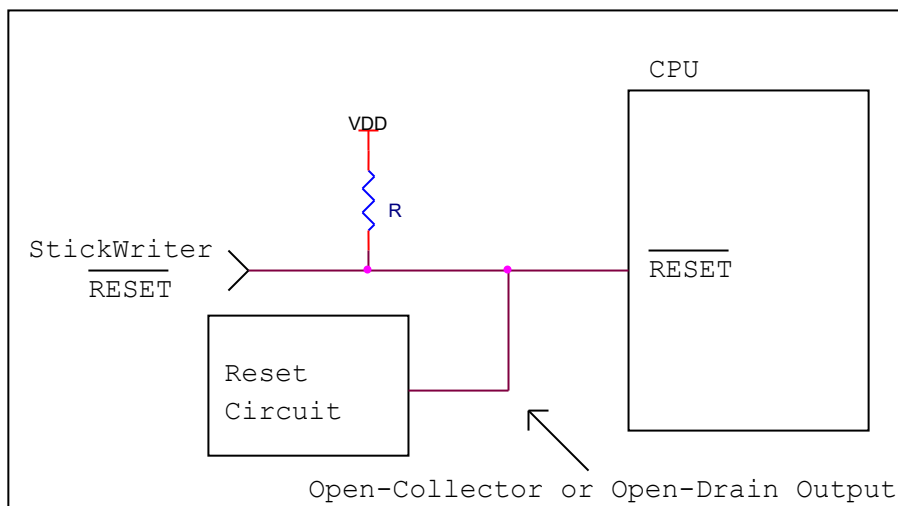 CPU
VDD
R
StickWriter
RESET
RESET
Reset
Circuit
Open-Collector or Open-Drain Output